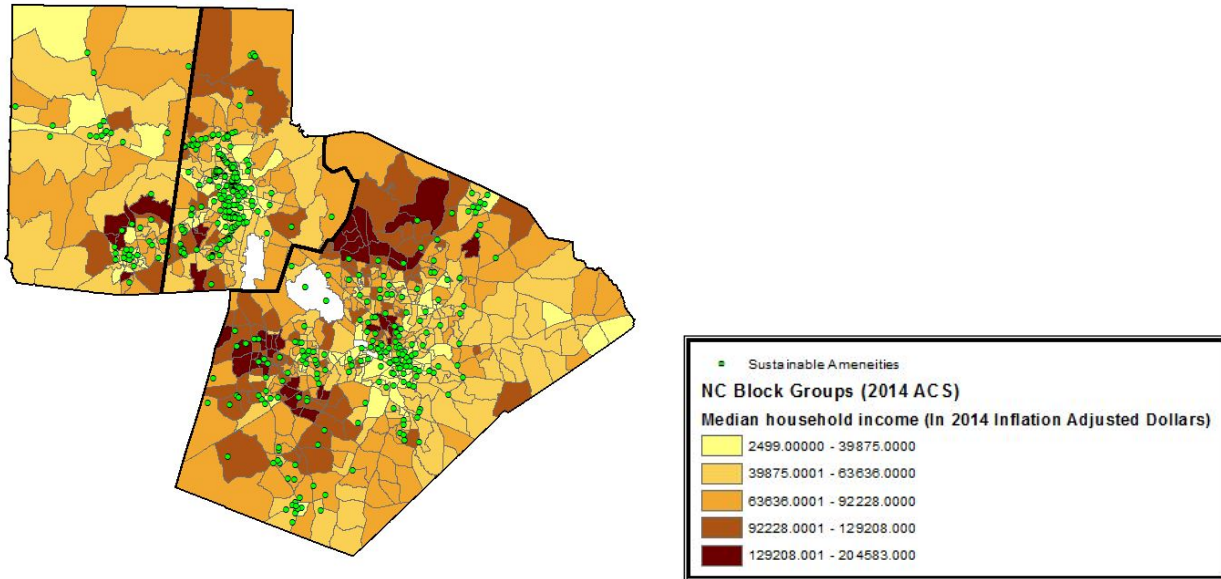 Sustainable Ameneities
NC Block Groups (2014 ACS)
Median household income (In 2014 Inflation Adjusted Dollars)
2499.00000 - 39875.0000
39875.0001 - 63636.0000
63636.0001 - 92228.0000
92228.0001 - 129208.000
129208.001 - 204583.000